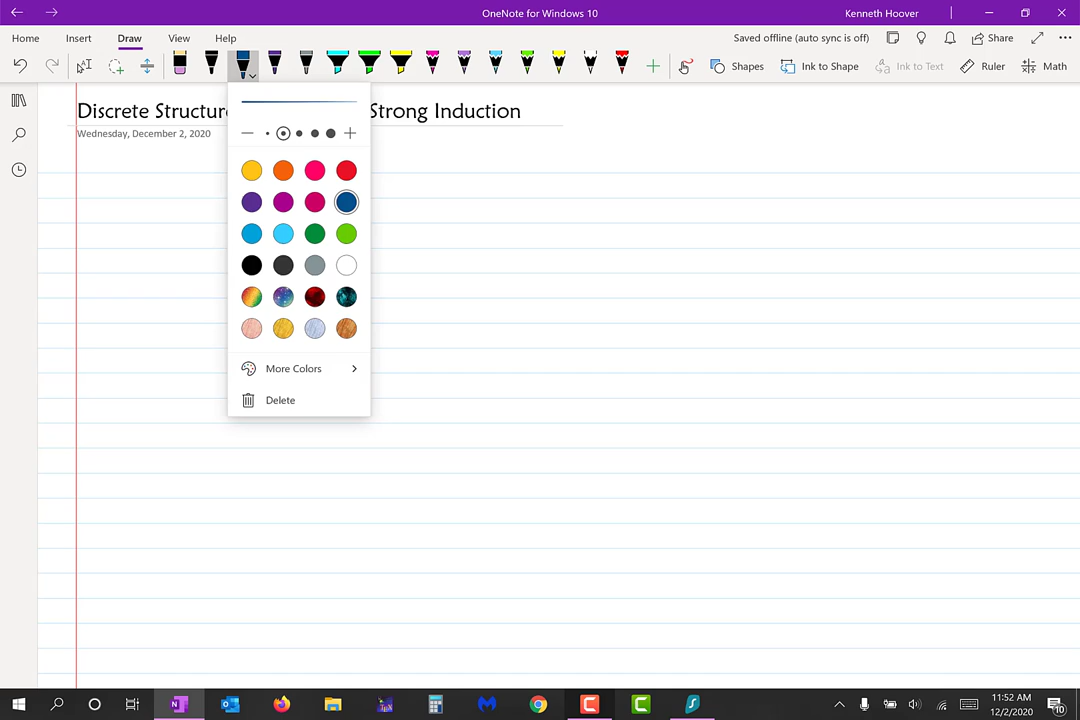 OneNote for Windows 10
Kenneth Hoover
Home Insert Draw View Help
Saved offline (auto sync is off)
Share
Shapes
Ink to Shape
Ink to Text
Ruler
Math
Discrete Structur
Strong Induction
Wednesday, December 2, 2020
More Colors
Delete
11:52 AM
12/2/2020
10